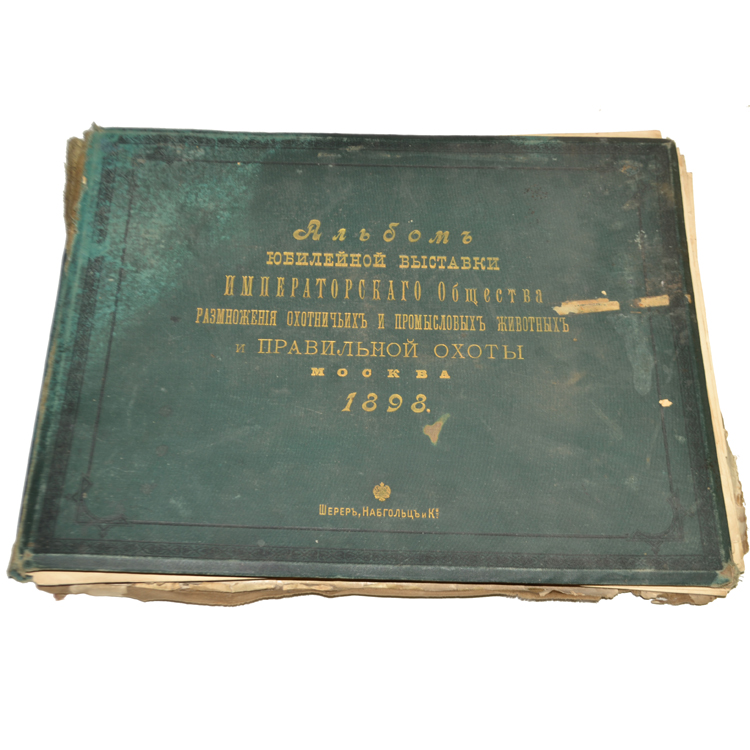 Альбомъ
ЮБИЛЕЙНОЙ ВЫСТАВКИ
ИМПЕРАТОРСКАГО Общества
РАЗМНОЖЕНІЯ ОХОТНИЧЬИХЪ И ПРОМЫСЛОВЫХЪ ЖИВОТНЫХЪ
И ПРАВИЛЬНОЙ ОХОТЫ
МОСКВА
1898.
ШЕРЕРЪ, НАБГОЛЬЦЪ и Кº